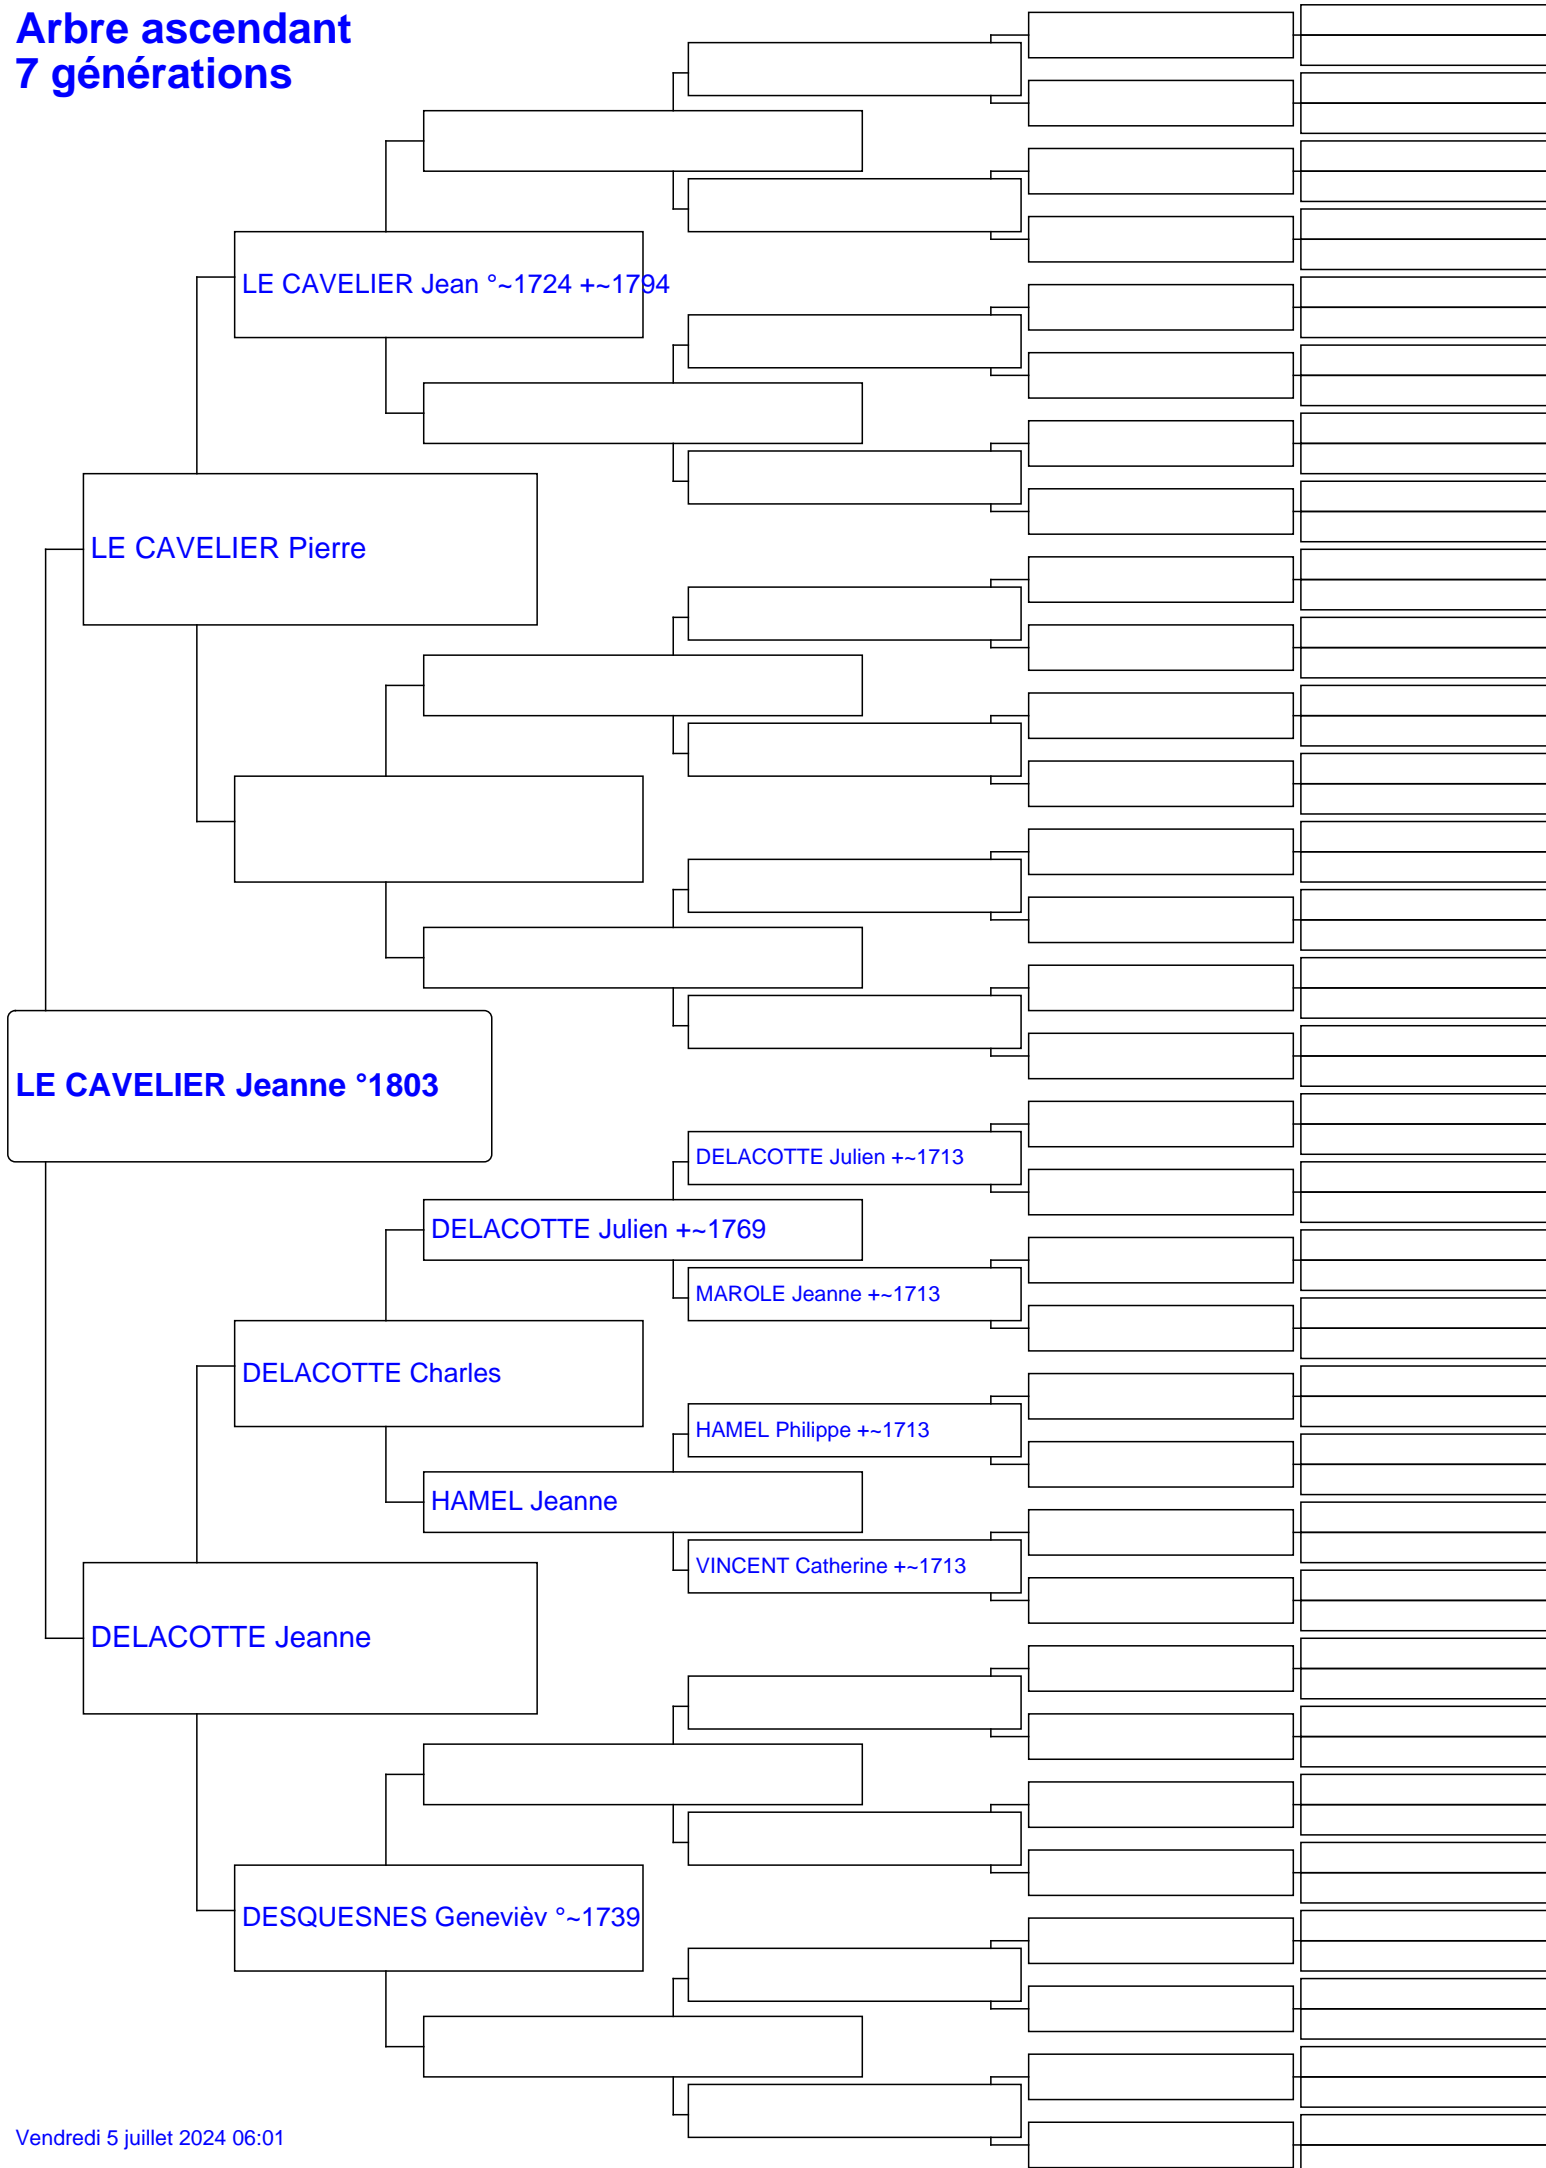 Arbre ascendant
7 générations
LE CAVELIER Jean °~1724 +~1794
LE CAVELIER Pierre
LE CAVELIER Jeanne °1803
DELACOTTE Julien +~1713
DELACOTTE Julien +~1769
MAROLE Jeanne +~1713
DELACOTTE Charles
HAMEL Philippe +~1713
HAMEL Jeanne
VINCENT Catherine +~1713
DELACOTTE Jeanne
DESQUESNES Genevièv °~1739
Vendredi 5 juillet 2024 06:01